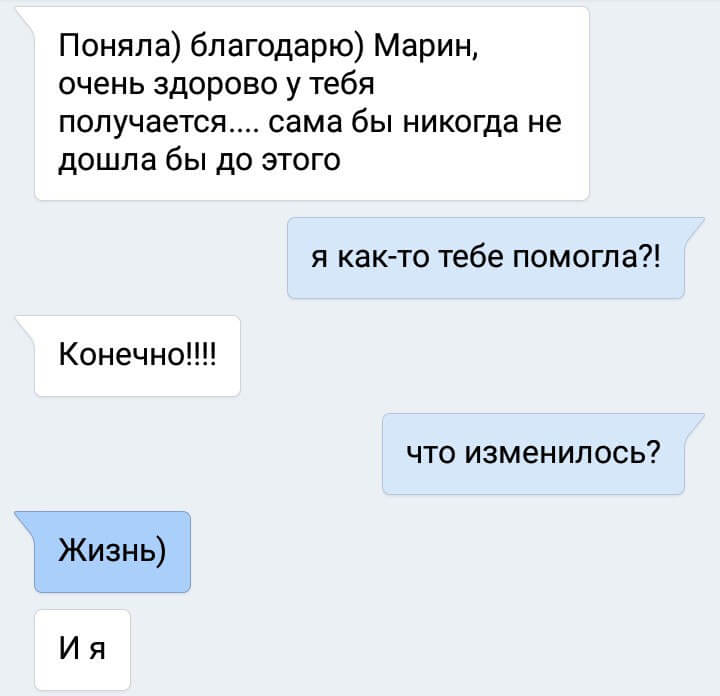 Поняла) благодарю) Марин,
очень здорово у тебя
получается.... сама бы никогда не
дошла бы до этого
я как-то тебе помогла?!
Конечно!!!!
что изменилось?
Жизнь)
И я